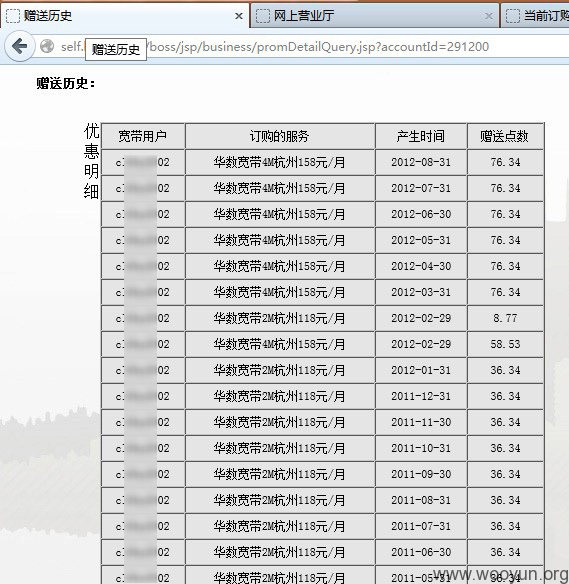 赠送历史
网上营业厅
当前订购
self. /boss/jsp/business/promDetailQuery.jsp?accountId=291200
赠送历史
赠送历史：
优惠明细
宽带用户 订购的服务 产生时间 赠送点数
cl 02 华数宽带4M杭州158元/月 2012-08-31 76.34
cl 02 华数宽带4M杭州158元/月 2012-07-31 76.34
cl 02 华数宽带4M杭州158元/月 2012-06-30 76.34
cl 02 华数宽带4M杭州158元/月 2012-05-31 76.34
cl 02 华数宽带4M杭州158元/月 2012-04-30 76.34
cl 02 华数宽带4M杭州158元/月 2012-03-31 76.34
cl 02 华数宽带2M杭州118元/月 2012-02-29 8.77
cl 02 华数宽带4M杭州158元/月 2012-02-29 58.53
cl 02 华数宽带2M杭州118元/月 2012-01-31 36.34
cl 02 华数宽带2M杭州118元/月 2011-12-31 36.34
cl 02 华数宽带2M杭州118元/月 2011-11-30 36.34
cl 02 华数宽带2M杭州118元/月 2011-10-31 36.34
cl 02 华数宽带2M杭州118元/月 2011-09-30 36.34
cl 02 华数宽带2M杭州118元/月 2011-08-31 36.34
cl 02 华数宽带2M杭州118元/月 2011-07-31 36.34
cl 02 华数宽带2M杭州118元/月 2011-06-30 36.34
cl 02 华数宽带2M杭州118元/月 2011-05-31 36.34
www.wooyun.org